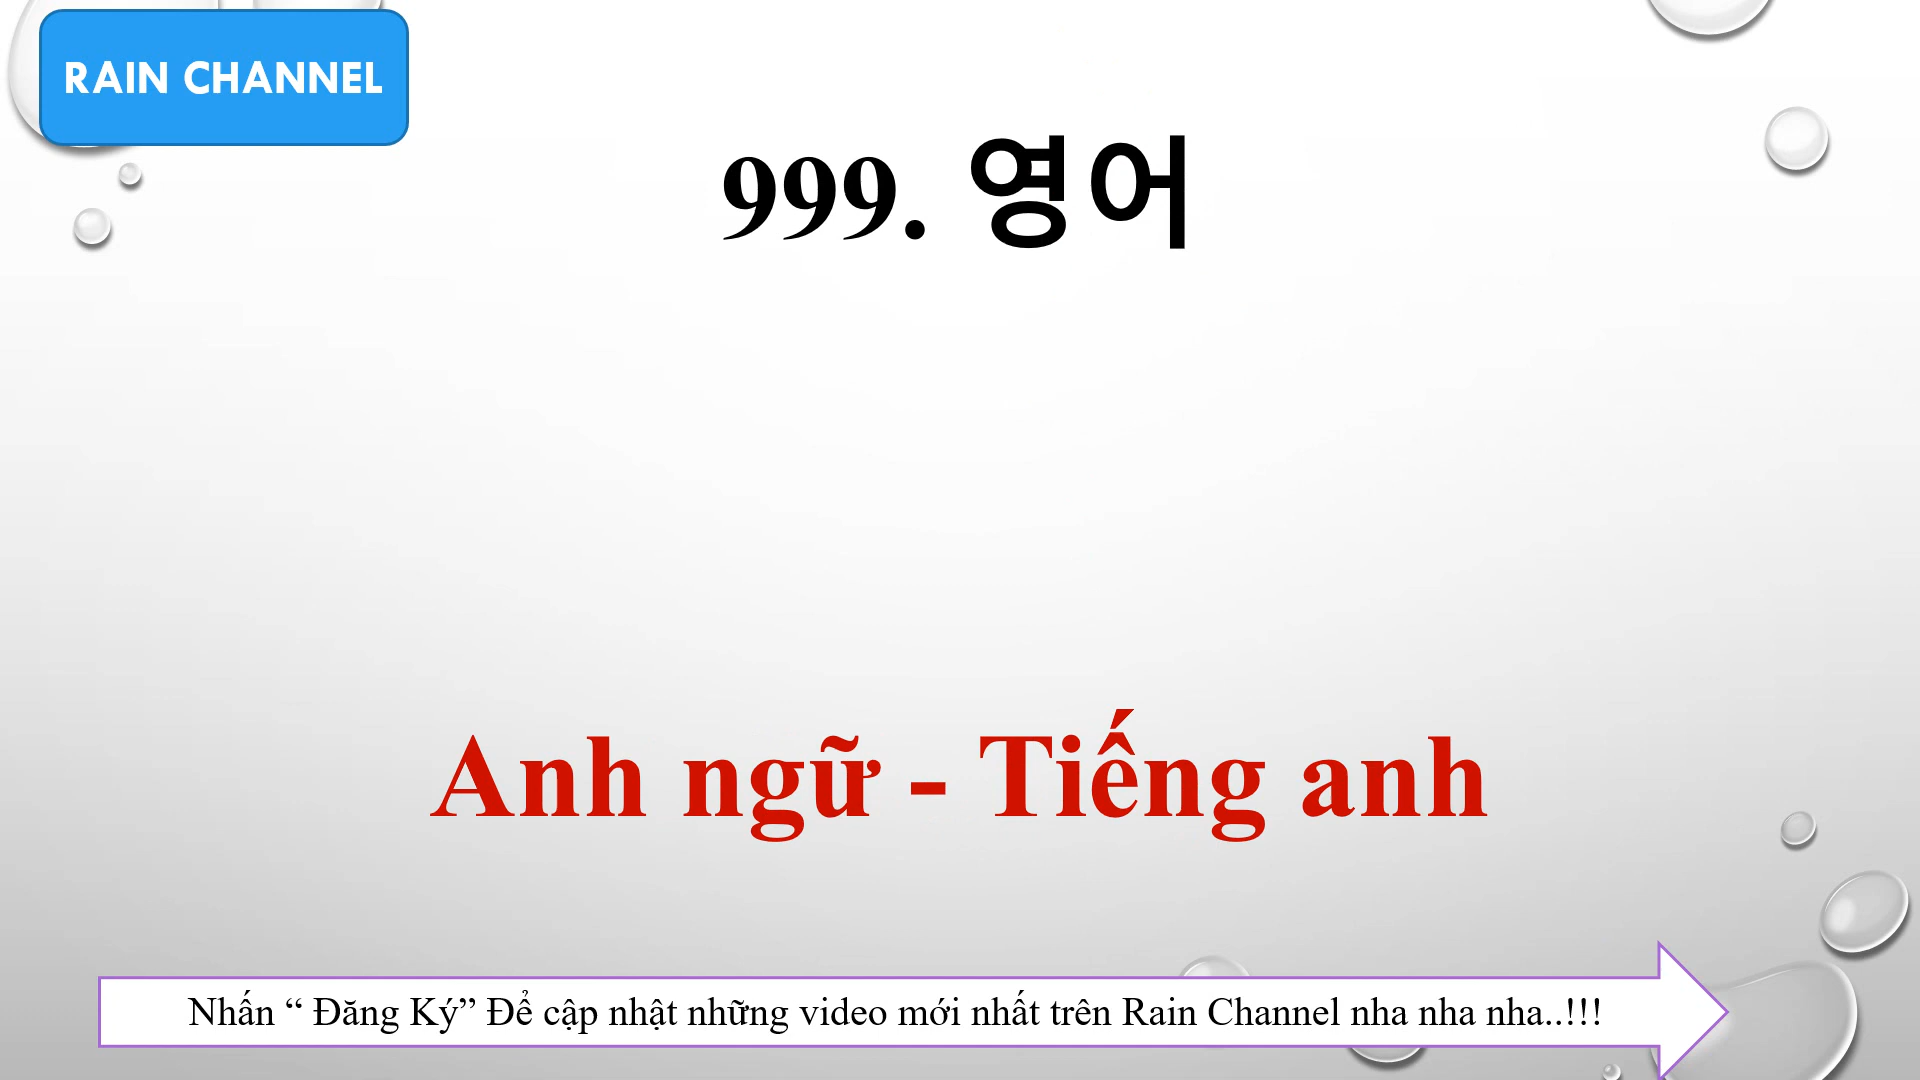 RAIN CHANNEL
999. 영어
Anh ngữ - Tiếng anh
Nhấn “ Đăng Ký” Để cập nhật những video mới nhất trên Rain Channel nha nha nha..!!!